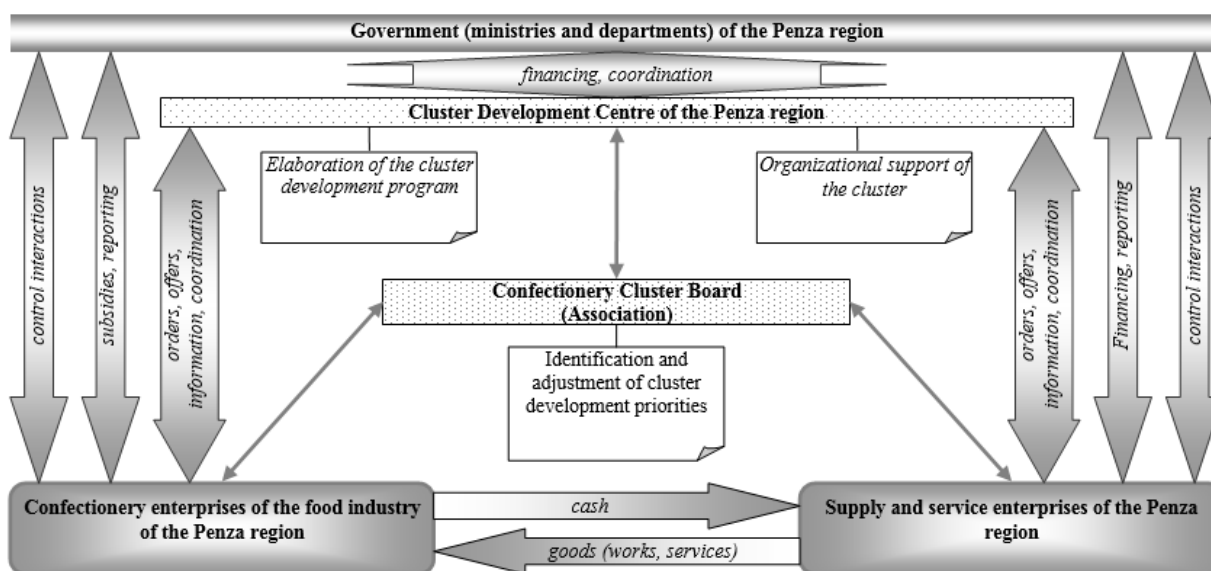 Government (ministries and departments) of the Penza region
financing, coordination
Cluster Development Centre of the Penza region
Elaboration of the cluster
development program
Organizational support of
the cluster
control interactions
subsidies, reporting
orders, offers,
information, coordination
orders, offers,
information, coordination
Financing, reporting
control interactions
Confectionery Cluster Board
(Association)
Identification and
adjustment of cluster
development priorities
Confectionery enterprises of the food industry
of the Penza region
cash
goods (works, services)
Supply and service enterprises of the Penza
region